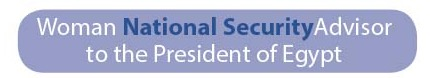 Woman National SecurityAdvisor
to the President of Egypt